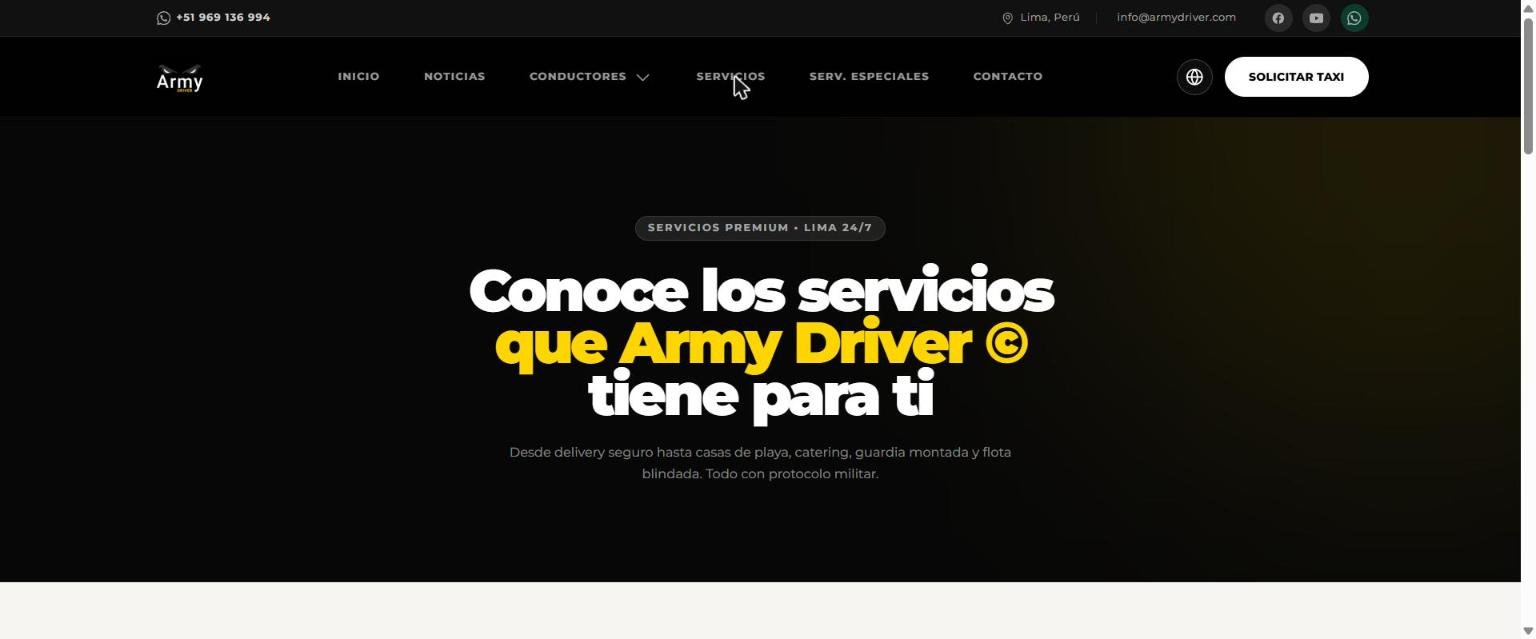 +51 969 136 994
Lima, Perú
info@armydriver.com
Army
DRIVER
INICIO
NOTICIAS
CONDUCTORES
SERVICIOS
SERV. ESPECIALES
CONTACTO
SOLICITAR TAXI
SERVICIOS PREMIUM • LIMA 24/7
Conoce los servicios
que Army Driver ©
tiene para ti
Desde delivery seguro hasta casas de playa, catering, guardia montada y flota
blindada. Todo con protocolo militar.